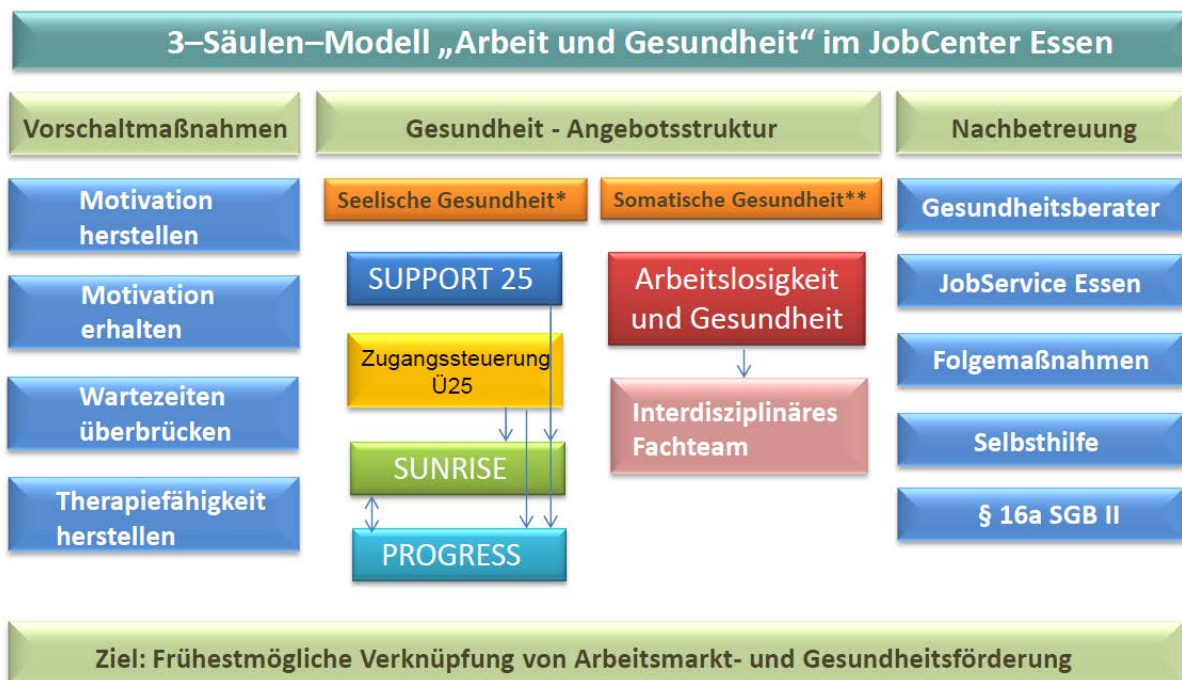 3–Säulen–Modell „Arbeit und Gesundheit“ im JobCenter Essen
Vorschaltmaßnahmen
Motivation
herstellen
Motivation
erhalten
Wartezeiten
überbrücken
Therapiefähigkeit
herstellen
Gesundheit - Angebotsstruktur
Seelische Gesundheit*
SUPPORT 25
Zugangssteuerung
Ü25
SUNRISE
PROGRESS
Somatische Gesundheit**
Arbeitslosigkeit
und Gesundheit
Interdisziplinäres
Fachteam
Nachbetreuung
Gesundheitsberater
JobService Essen
Folgemaßnahmen
Selbsthilfe
§ 16a SGB II
Ziel: Frühestmögliche Verknüpfung von Arbeitsmarkt- und Gesundheitsförderung